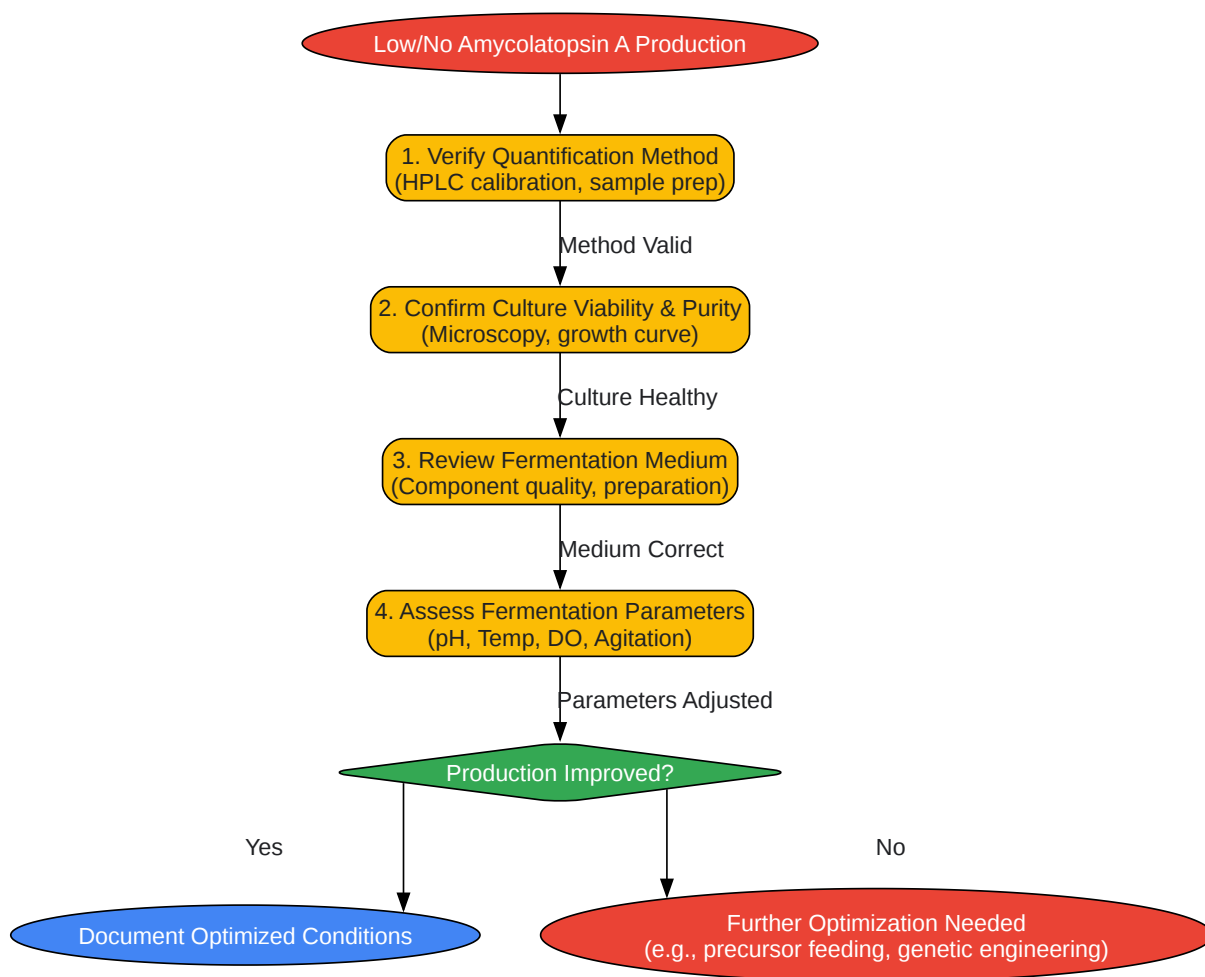 Low/No Amycolatopsin A Production
1. Verify Quantification Method
(HPLC calibration, sample prep)
Method Valid
2. Confirm Culture Viability & Purity
(Microscopy, growth curve)
Culture Healthy
3. Review Fermentation Medium
(Component quality, preparation)
Medium Correct
4. Assess Fermentation Parameters
(pH, Temp, DO, Agitation)
Parameters Adjusted
Production Improved?
Yes
No
Document Optimized Conditions
Further Optimization Needed
(e.g., precursor feeding, genetic engineering)